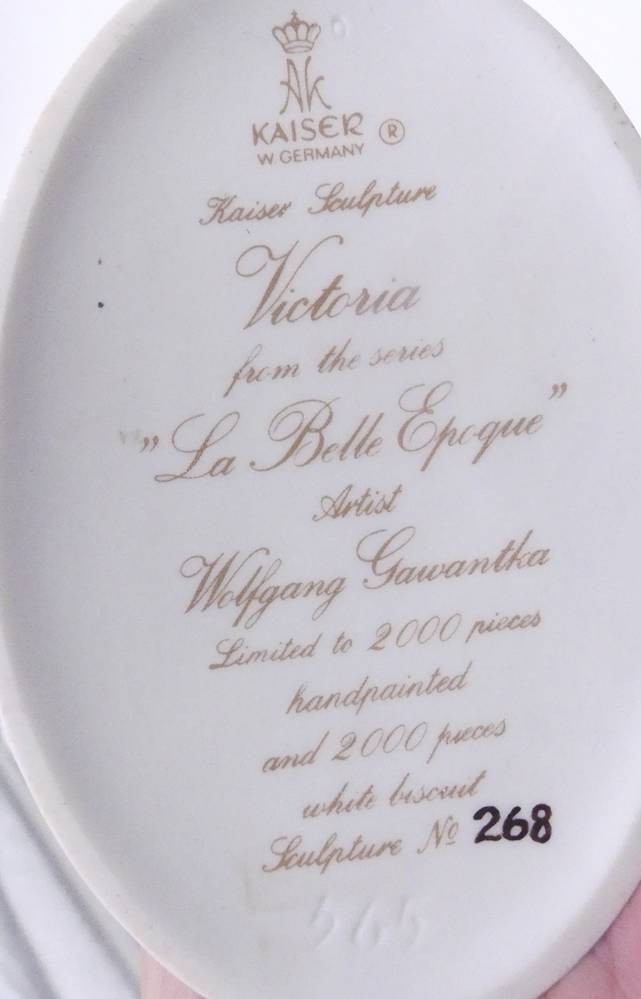 AK
KAISER ®
W. GERMANY
Kaiser Sculpture
Victoria
from the series
"La Belle Epoque"
Artist
Wolfgang Gawantka
Limited to 2000 pieces
handpainted
and 2000 pieces
white biscuit
Sculpture Nº 268
565